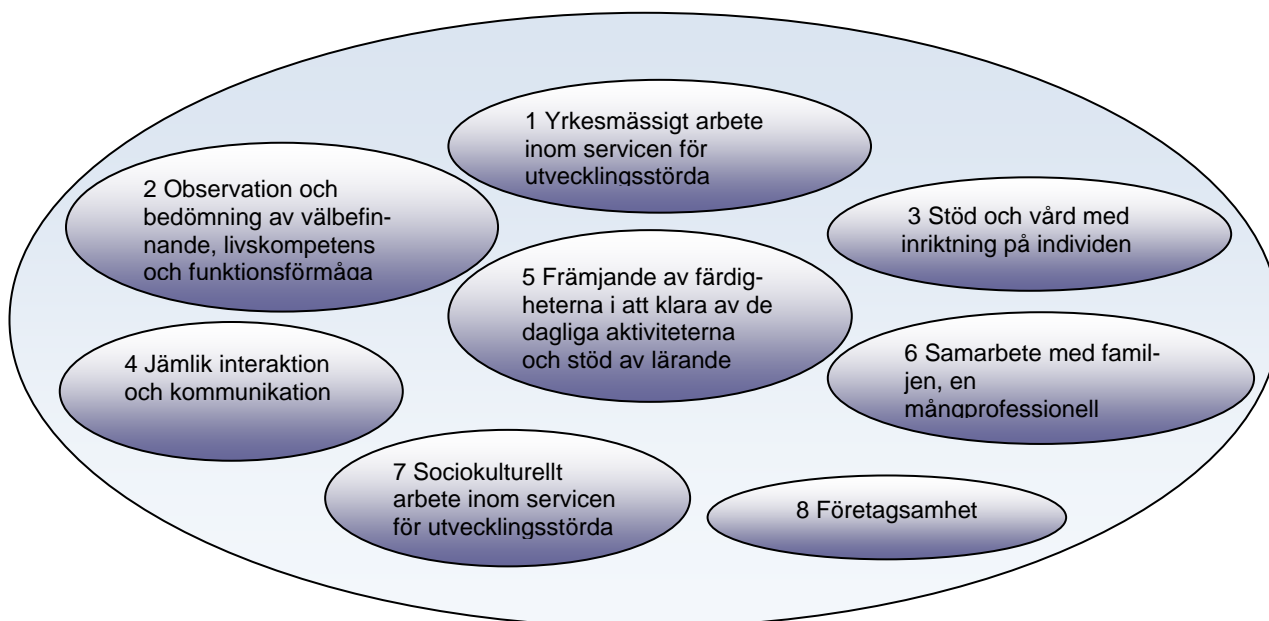 1 Yrkesmässigt arbete
inom servicen för
utvecklingsstörda
2 Observation och
bedömning av välbefin-
nande, livskompetens
och funktionsförmåga
3 Stöd och vård med
inriktning på individen
4 Jämlik interaktion
och kommunikation
5 Främjande av färdig-
heterna i att klara av de
dagliga aktiviteterna
och stöd av lärande
6 Samarbete med famil-
jen, en
mångprofessionell
7 Sociokulturellt
arbete inom servicen
för utvecklingsstörda
8 Företagsamhet